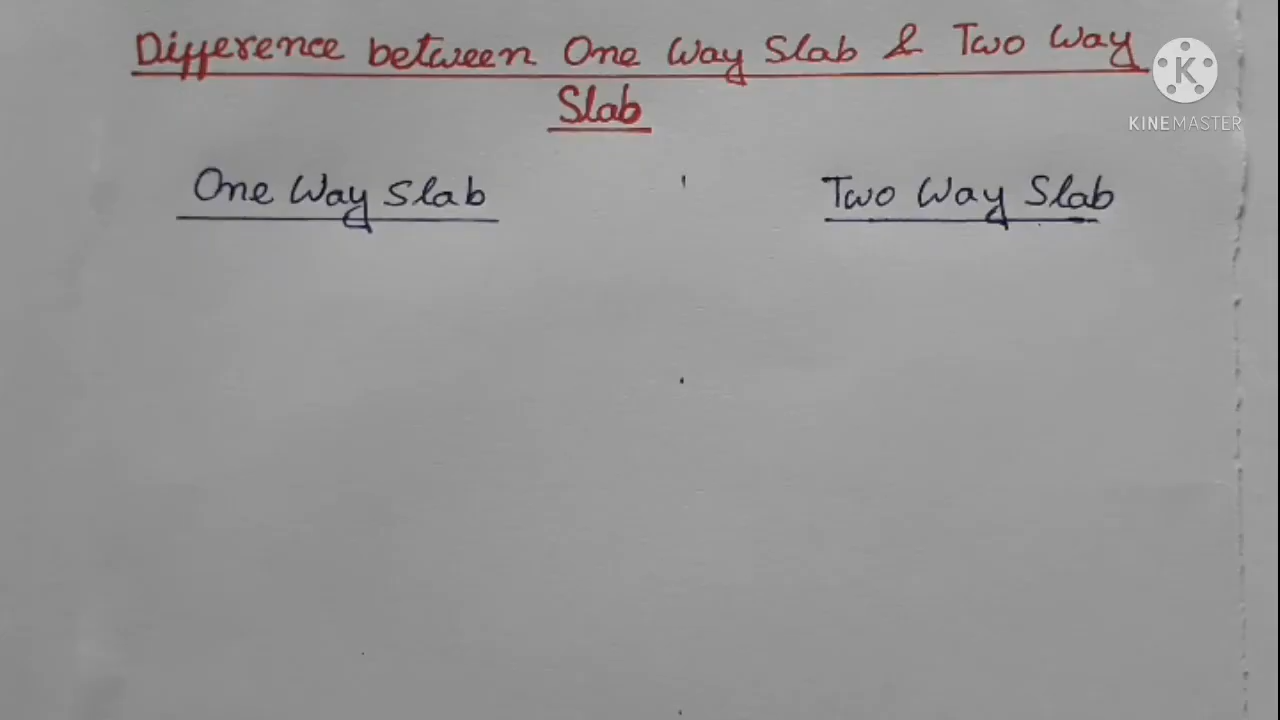 Difference between One Way Slab & Two Way
Slab
K
KINEMASTER
One Way Slab
Two Way Slab